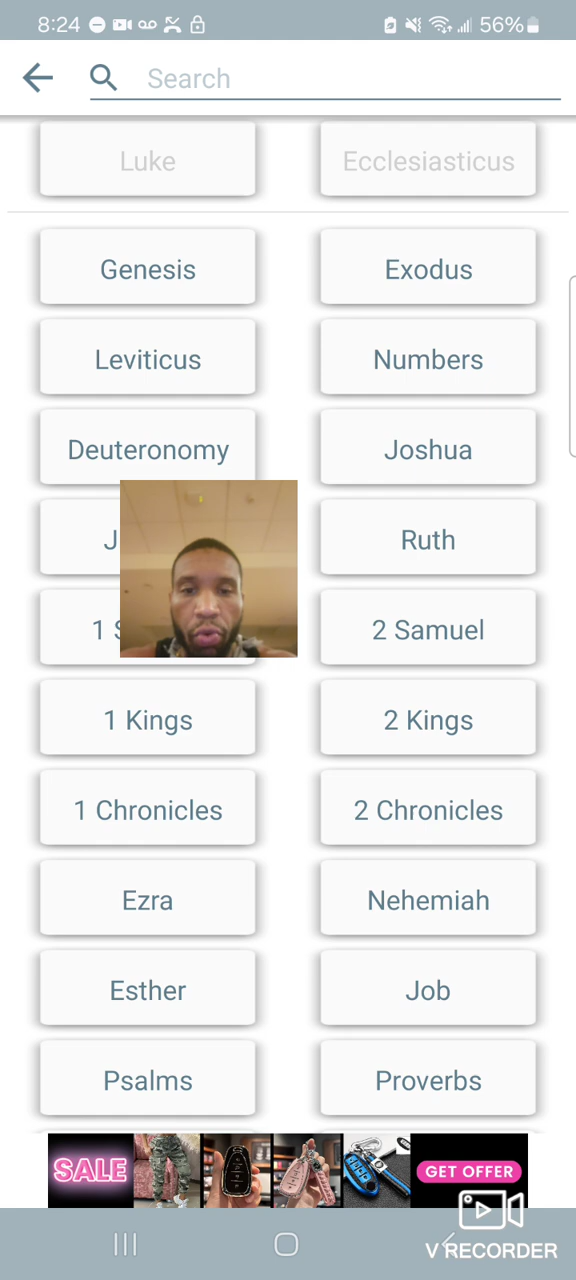 8:24 56%
Search
Luke Ecclesiasticus
Genesis Exodus
Leviticus Numbers
Deuteronomy Joshua
J Ruth
1 S 2 Samuel
1 Kings 2 Kings
1 Chronicles 2 Chronicles
Ezra Nehemiah
Esther Job
Psalms Proverbs
SALE GET OFFER
V RECORDER